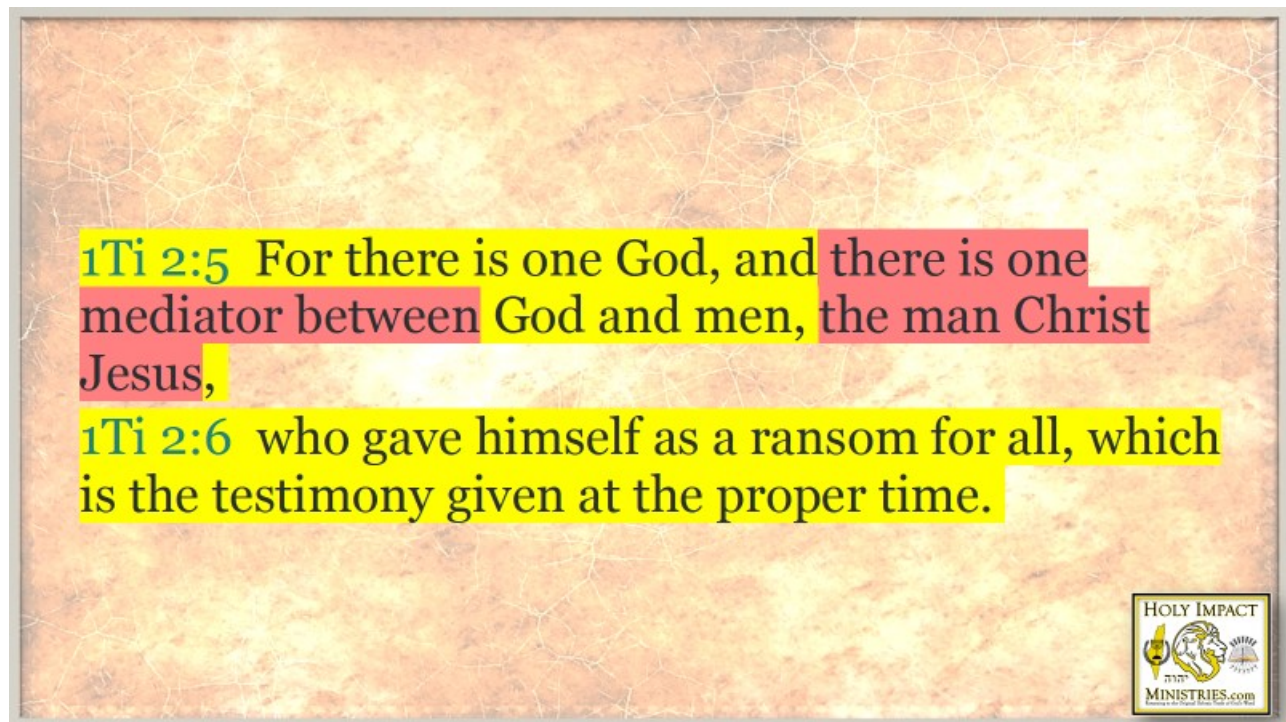 1Ti 2:5 For there is one God, and there is one
mediator between God and men, the man Christ
Jesus,
1Ti 2:6 who gave himself as a ransom for all, which
is the testimony given at the proper time.
HOLY IMPACT
יהוה
MINISTRIES.com